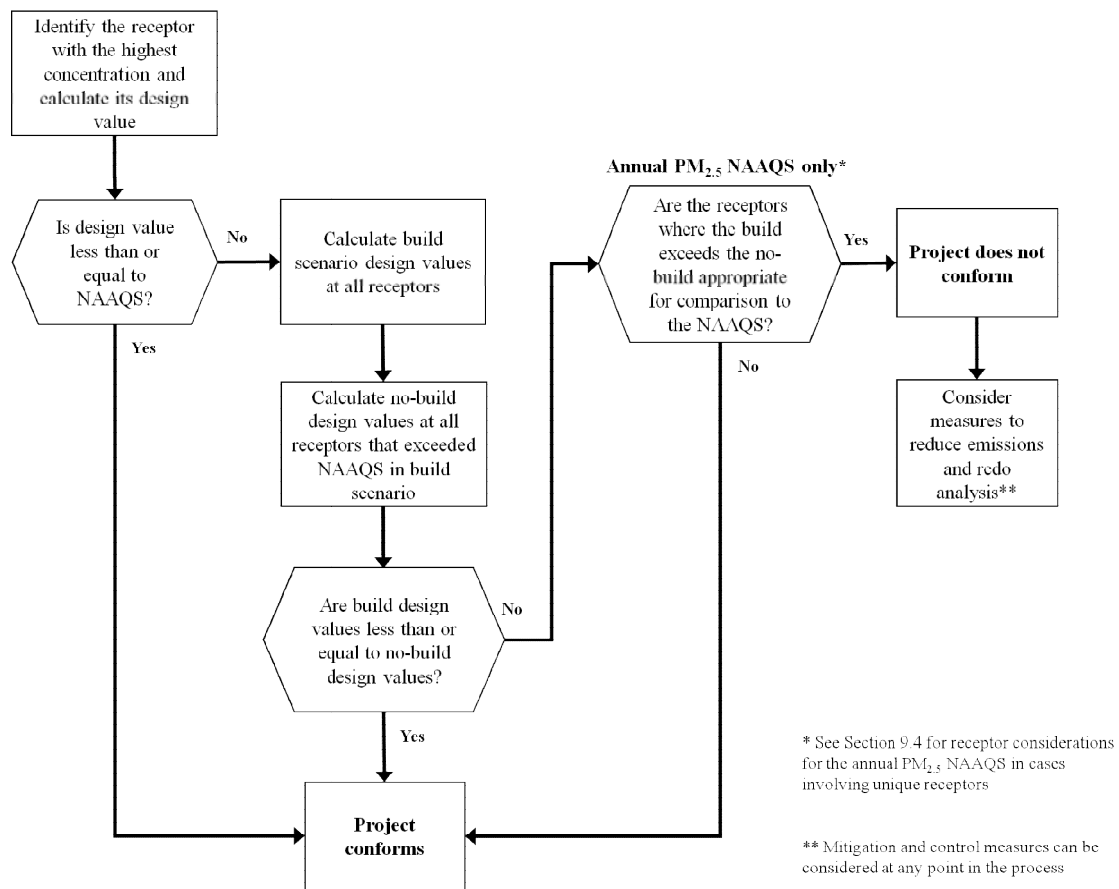 Identify the receptor
with the highest
concentration and
calculate its design
value
Is design value
less than or
equal to
NAAQS?
No
Yes
Calculate build
scenario design values
at all receptors
Calculate no-build
design values at all
receptors that exceeded
NAAQS in build
scenario
Are build design
values less than or
equal to no-build
design values?
No
Yes
Annual PM2.5 NAAQS only*
Are the receptors
where the build
exceeds the no-
build appropriate
for comparison to
the NAAQS?
Yes
No
Project does not
conform
Consider
measures to
reduce emissions
and redo
analysis**
Project
conforms
* See Section 9.4 for receptor considerations
for the annual PM2.5 NAAQS in cases
involving unique receptors
** Mitigation and control measures can be
considered at any point in the process